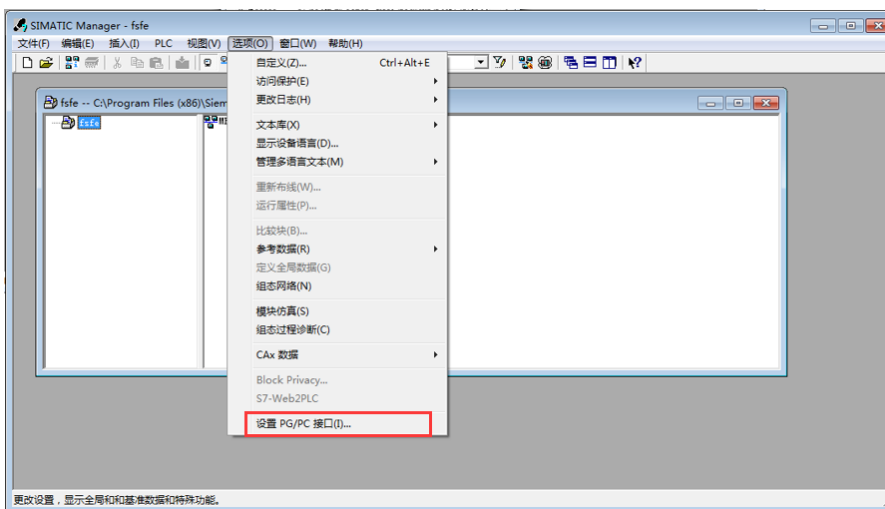 SIMATIC Manager - fsfe
文件(F) 编辑(E) 插入(I) PLC 视图(V) 选项(O) 窗口(W) 帮助(H)
fsfe -- C:\Program Files (x86)\Siem
fsfe
自定义(Z)... Ctrl+Alt+E
访问保护(E)
更改日志(H)
文本库(X)
显示设备语言(D)...
管理多语言文本(M)
重新布线(W)...
运行属性(P)...
比较块(B)...
参考数据(R)
定义全局数据(G)
组态网络(N)
模块仿真(S)
组态过程诊断(C)
CAx 数据
Block Privacy...
S7-Web2PLC
设置 PG/PC 接口(I)...
更改设置，显示全局和和基准数据和特殊功能。